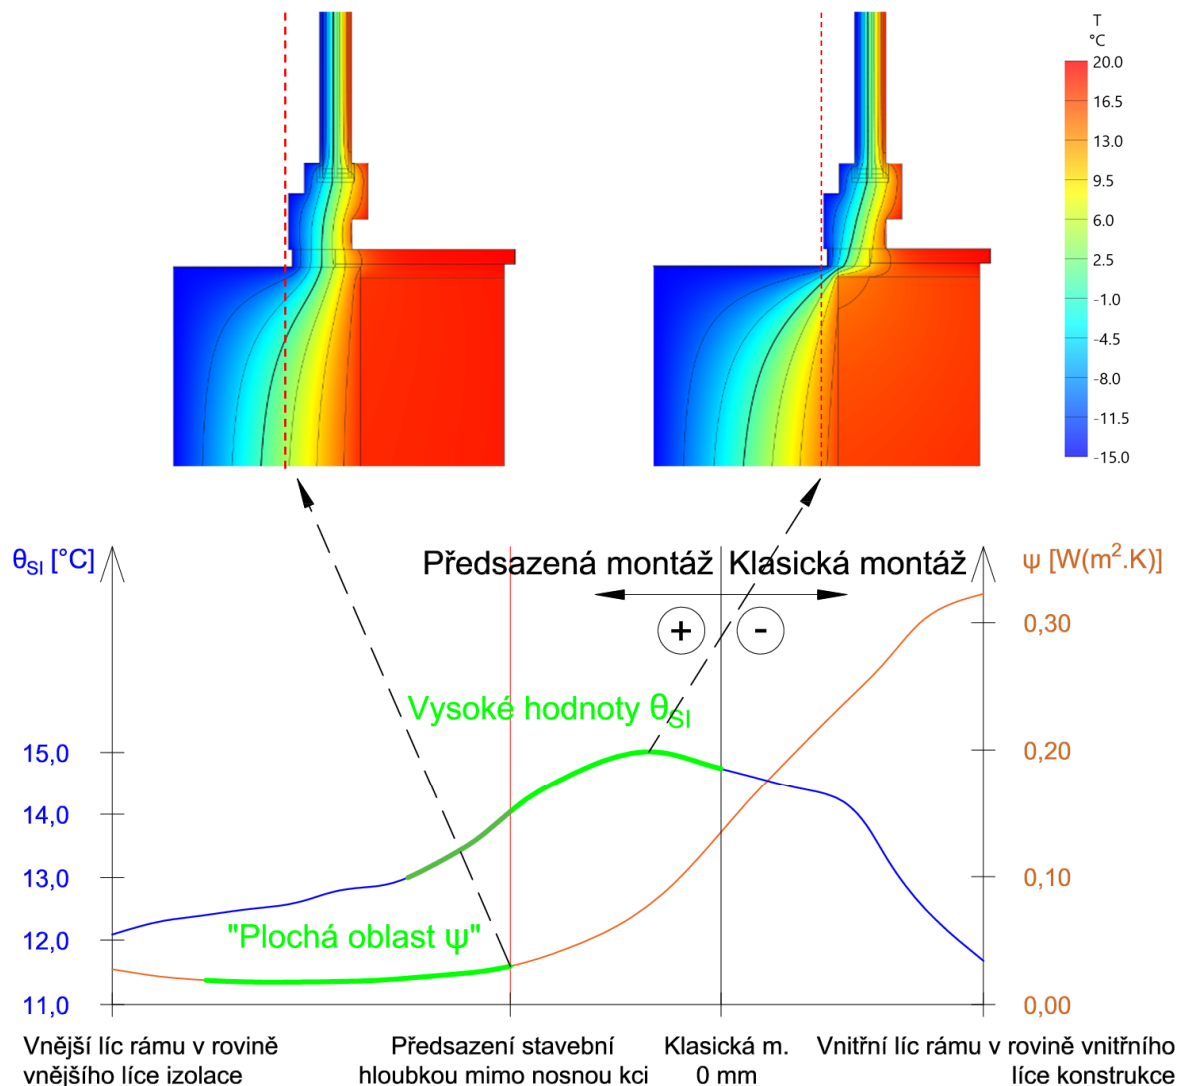 T
°C
20.0
16.5
13.0
9.5
6.0
2.5
-1.0
-4.5
-8.0
-11.5
-15.0
θSI [°C]
Předsazená montáž
Klasická montáž
ψ [W(m².K)]
+
-
0,30
Vysoké hodnoty θSI
15,0
0,20
14,0
13,0
0,10
"Plochá oblast ψ"
12,0
11,0
0,00
Vnější líc rámu v rovině
vnějšího líce izolace
Předsazení stavební
hloubkou mimo nosnou kci
Klasická m.
0 mm
Vnitřní líc rámu v rovině vnitřního
líce konstrukce